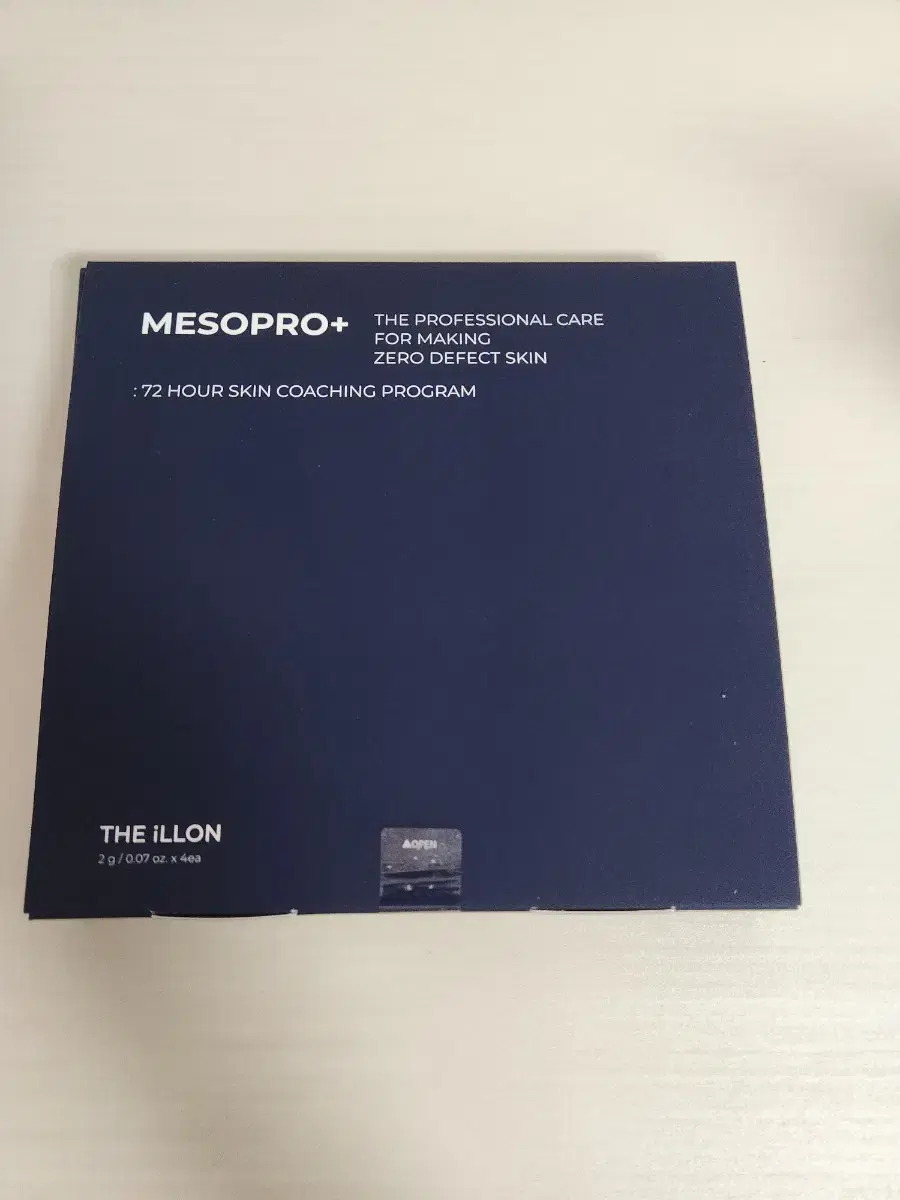 MESOPRO+
THE PROFESSIONAL CARE
FOR MAKING
ZERO DEFECT SKIN
: 72 HOUR SKIN COACHING PROGRAM
THE iLLON
2 g / 0.07 oz. x 4ea
▲OPEN